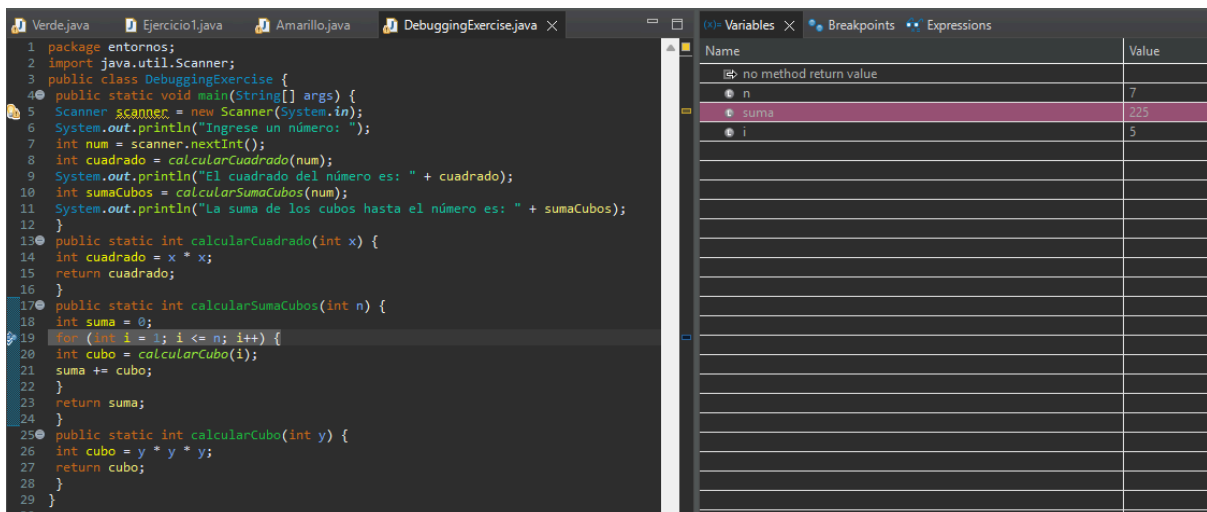 Verde.java Ejercicio1.java Amarillo.java DebuggingExercise.java
1 package entornos;
2 import java.util.Scanner;
3 public class DebuggingExercise {
4 public static void main(String[] args) {
5 Scanner scanner = new Scanner(System.in);
6 System.out.println("Ingrese un número: ");
7 int num = scanner.nextInt();
8 int cuadrado = calcularCuadrado(num);
9 System.out.println("El cuadrado del número es: " + cuadrado);
10 int sumaCubos = calcularSumaCubos(num);
11 System.out.println("La suma de los cubos hasta el número es: " + sumaCubos);
12 }
13 public static int calcularCuadrado(int x) {
14 int cuadrado = x * x;
15 return cuadrado;
16 }
17 public static int calcularSumaCubos(int n) {
18 int suma = 0;
19 for (int i = 1; i <= n; i++) {
20 int cubo = calcularCubo(i);
21 suma += cubo;
22 }
23 return suma;
24 }
25 public static int calcularCubo(int y) {
26 int cubo = y * y * y;
27 return cubo;
28 }
29 }
(x)= Variables Breakpoints Expressions
Name Value
no method return value
n 7
suma 225
i 5